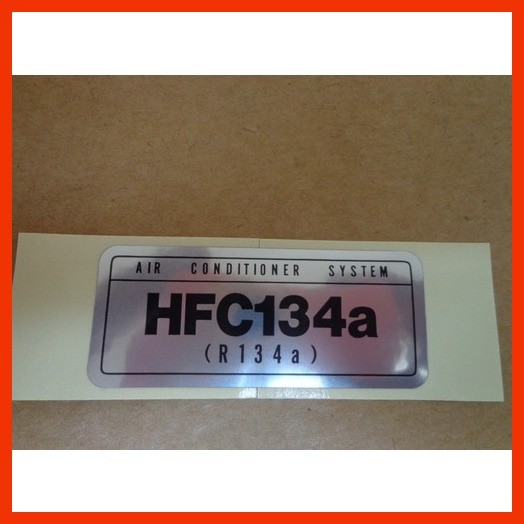 AIR CONDITIONER SYSTEM
HFC134a
(R134a)